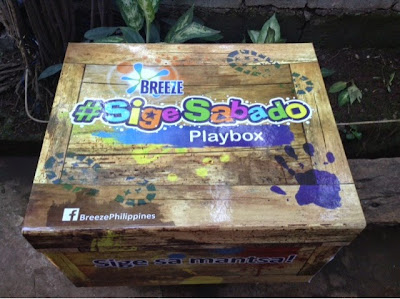 BREEZE
#SigeSabado
Playbox
f BreezePhilippines
sige sa mantsa!